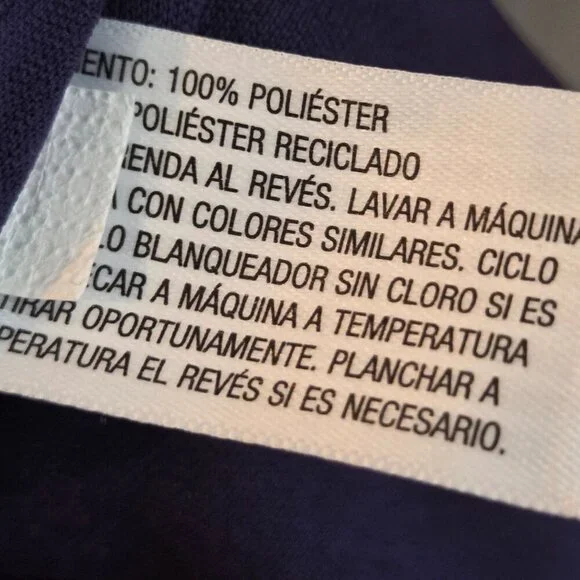 ENTO: 100% POLIÉSTER
POLIÉSTER RECICLADO
RENDA AL REVÉS. LAVAR A MÁQUINA
A CON COLORES SIMILARES. CICLO
LO BLANQUEADOR SIN CLORO SI ES
ECAR A MÁQUINA A TEMPERATURA
TIRAR OPORTUNAMENTE. PLANCHAR A
PERATURA EL REVÉS SI ES NECESARIO.